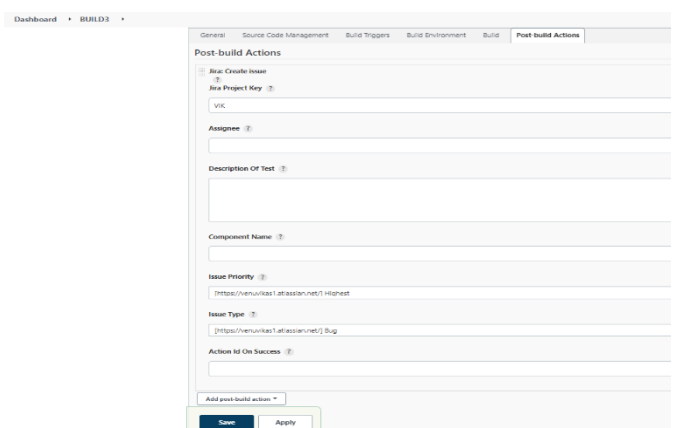 Dashboard ▸ BUILD3 ▸
General Source Code Management Build Triggers Build Environment Build Post-build Actions
Post-build Actions
Jira: Create issue
?
Jira Project Key ?
VIK
Assignee ?
Description Of Test ?
Component Name ?
Issue Priority ?
[https://venuvikas1.atlassian.net/] Highest
Issue Type ?
[https://venuvikas1.atlassian.net/] Bug
Action Id On Success ?
Add post-build action
Save Apply